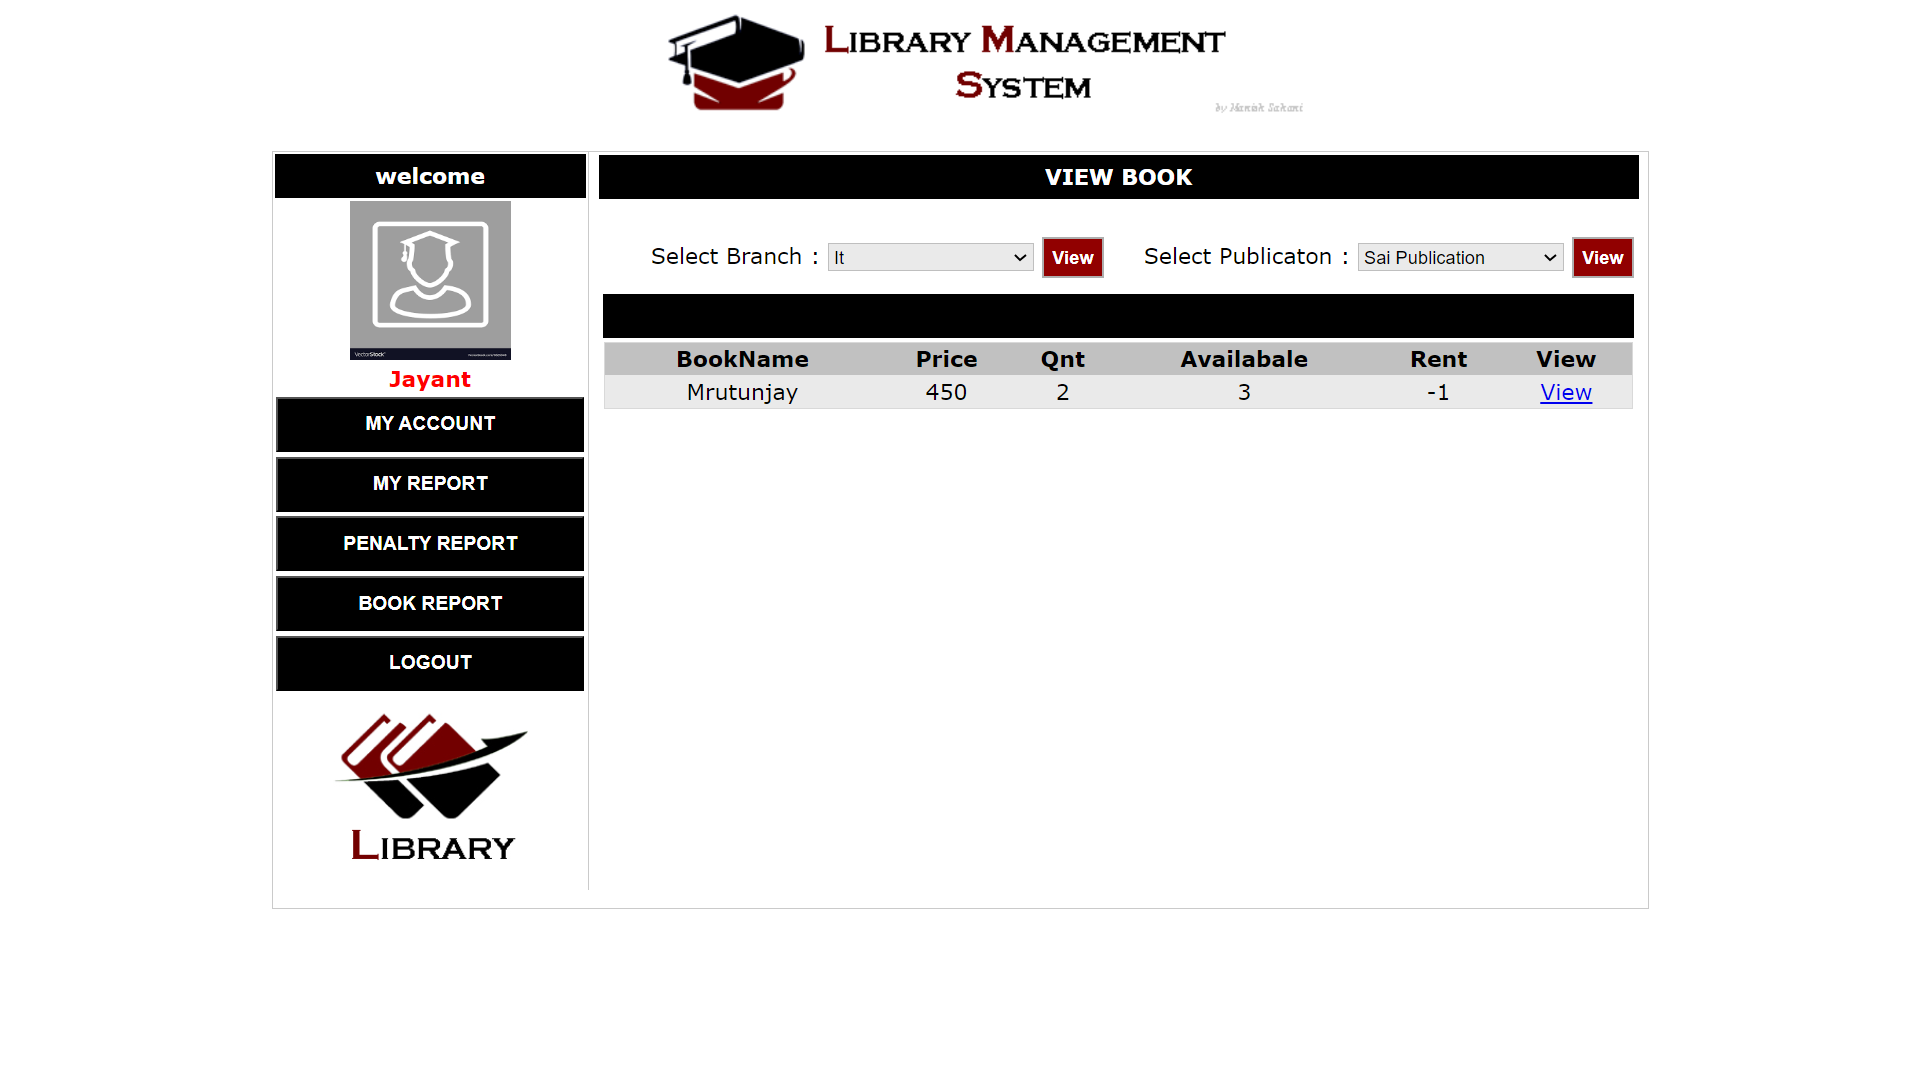 LIBRARY MANAGEMENT
SYSTEM
by Manish Sahani
welcome
VectorStock
Jayant
MY ACCOUNT
MY REPORT
PENALTY REPORT
BOOK REPORT
LOGOUT
LIBRARY
VIEW BOOK
Select Branch : It View Select Publicaton : Sai Publication View
BookName Price Qnt Availabale Rent View
Mrutunjay 450 2 3 -1 View